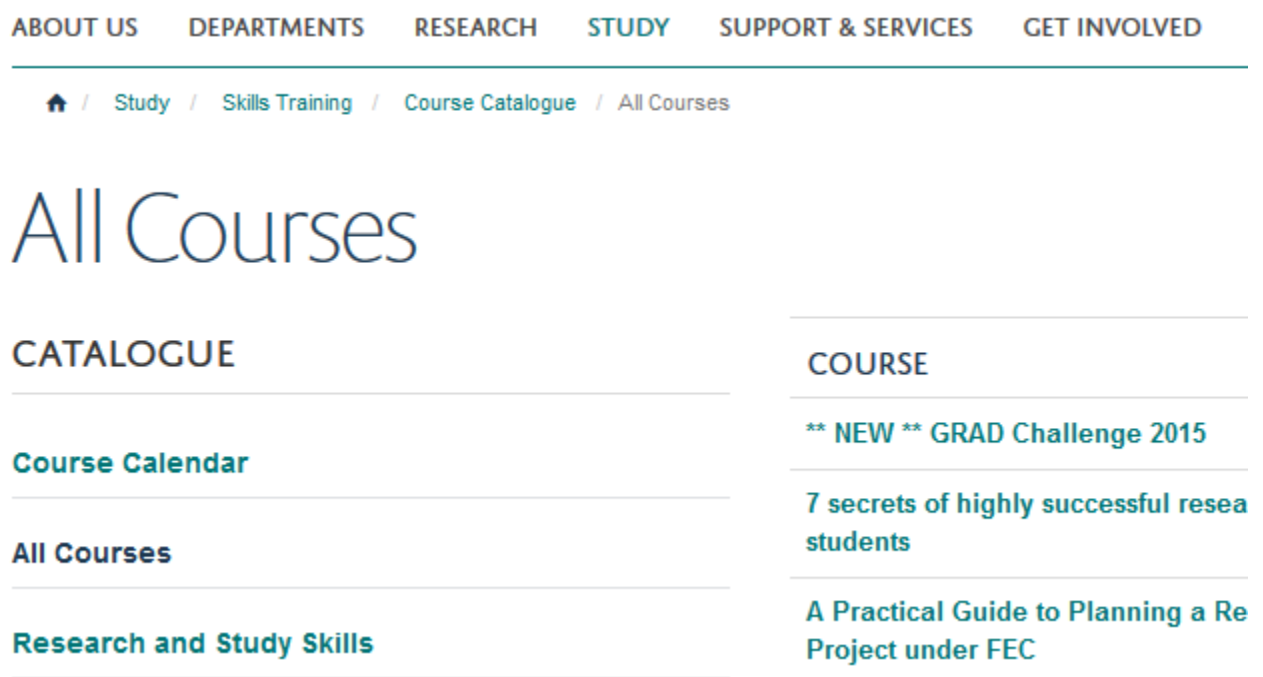 ABOUT US DEPARTMENTS RESEARCH STUDY SUPPORT & SERVICES GET INVOLVED
/ Study / Skills Training / Course Catalogue / All Courses
All Courses
CATALOGUE
Course Calendar
All Courses
Research and Study Skills
COURSE
** NEW ** GRAD Challenge 2015
7 secrets of highly successful resea
students
A Practical Guide to Planning a Re
Project under FEC